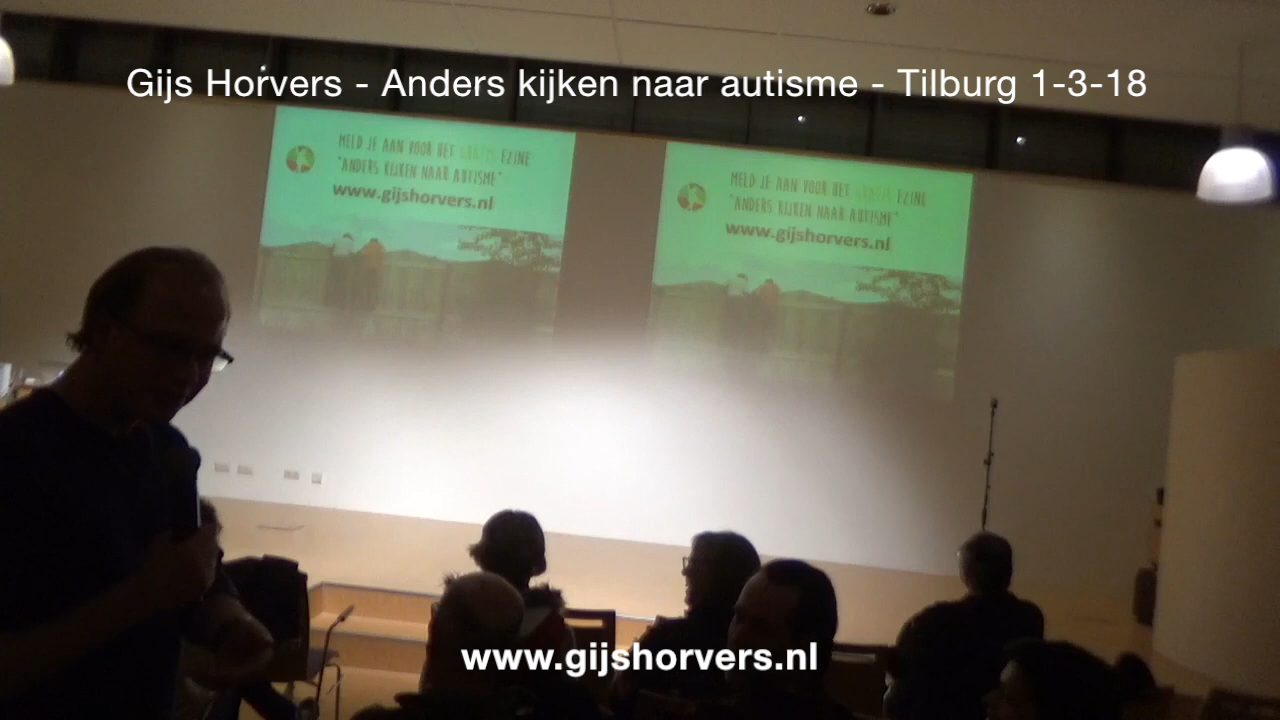 Gijs Horvers - Anders kijken naar autisme - Tilburg 1-3-18
MELD JE AAN VOOR HET GRATIS EZINE
"ANDERS KIJKEN NAAR AUTISME"
www.gijshorvers.nl
MELD JE AAN VOOR HET GRATIS EZINE
"ANDERS KIJKEN NAAR AUTISME"
www.gijshorvers.nl
www.gijshorvers.nl